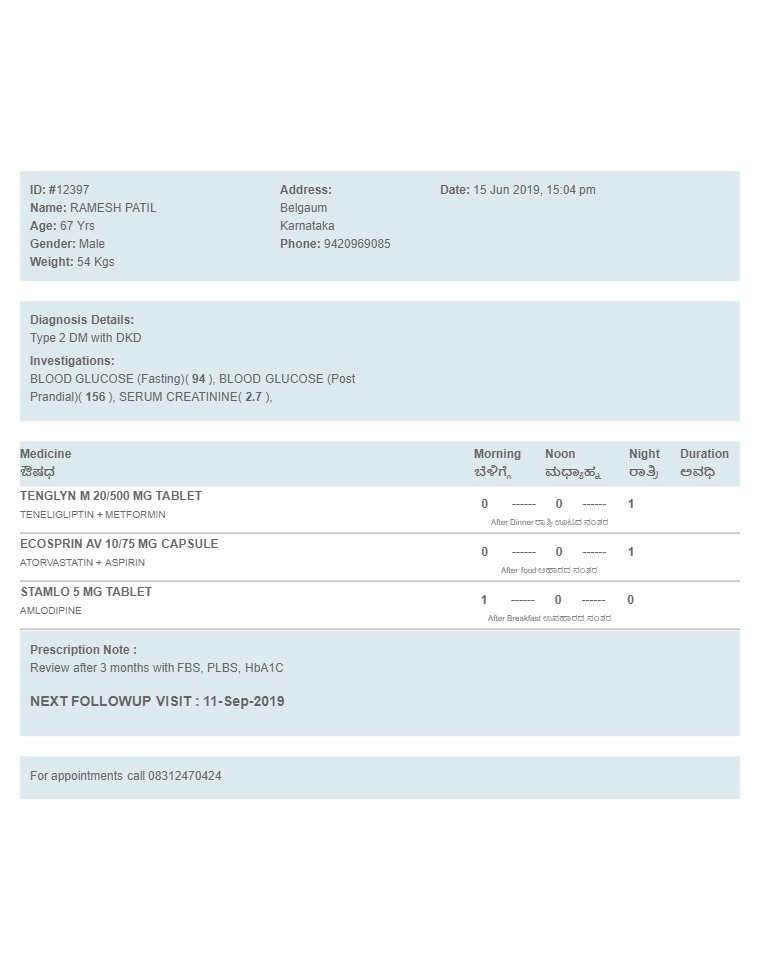 ID: #12397
Name: RAMESH PATIL
Age: 67 Yrs
Gender: Male
Weight: 54 Kgs
Address:
Belgaum
Karnataka
Phone: 9420969085
Date: 15 Jun 2019, 15:04 pm
Diagnosis Details:
Type 2 DM with DKD
Investigations:
BLOOD GLUCOSE (Fasting)( 94 ), BLOOD GLUCOSE (Post
Prandial)( 156 ), SERUM CREATININE( 2.7 ),
Medicine Morning Noon Night Duration
ಔಷಧ ಬೆಳಿಗ್ಗೆ ಮಧ್ಯಾಹ್ನ ರಾತ್ರಿ ಅವಧಿ
TENGLYN M 20/500 MG TABLET
TENELIGLIPTIN + METFORMIN
0 ------ 0 ------ 1
After Dinner ರಾತ್ರಿ ಊಟದ ನಂತರ
ECOSPRIN AV 10/75 MG CAPSULE
ATORVASTATIN + ASPIRIN
0 ------ 0 ------ 1
After food ಆಹಾರದ ನಂತರ
STAMLO 5 MG TABLET
AMLODIPINE
1 ------ 0 ------ 0
After Breakfast ಉಪಹಾರದ ನಂತರ
Prescription Note :
Review after 3 months with FBS, PLBS, HbA1C
NEXT FOLLOWUP VISIT : 11-Sep-2019
For appointments call 08312470424